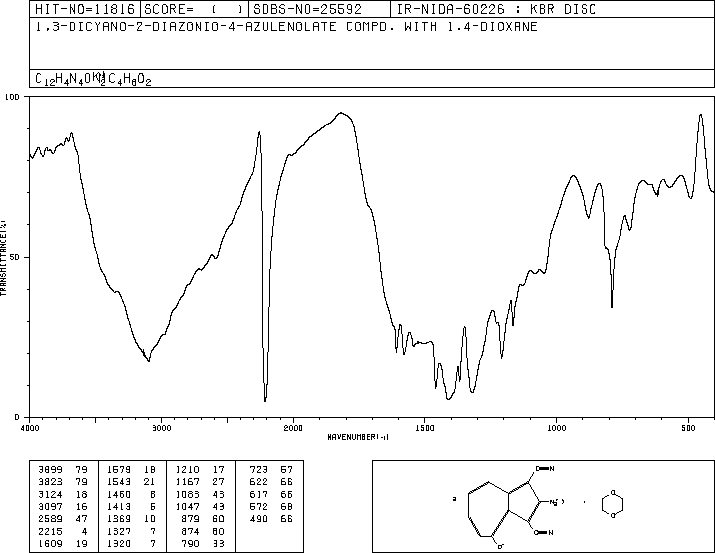 HIT-NO=11816 SCORE= ( ) SDBS-NO=25592 IR-NIDA-60226 : KBR DISC
1,3-DICYANO-2-DIAZONIO-4-AZULENOLATE COMPD. WITH 1,4-DIOXANE
C4H8O2
100
50
0
TRANSMITTANCE(%)
4000 3000 2000 1500 1000 500
WAVENUMBER(-1)
3899 79 1579 18 1210 17 723 57
3823 79 1543 21 1167 27 622 66
3124 18 1460 8 1083 43 617 66
3097 16 1413 5 1047 43 572 68
2589 47 1369 10 879 60 490 66
2215 4 1327 7 874 60
1609 19 1320 7 790 33